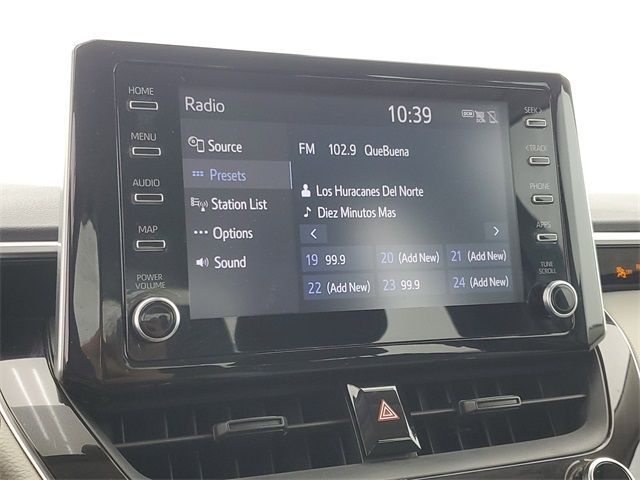 HOME
MENU
AUDIO
MAP
POWER
VOLUME
Radio
10:39
DCM
Source
Presets
Station List
Options
Sound
FM 102.9 QueBuena
Los Huracanes Del Norte
Diez Minutos Mas
< >
19 99.9 20 (Add New) 21 (Add New)
22 (Add New) 23 99.9 24 (Add New)
SEEK >
< TRACK
PHONE
APPS
TUNE
SCROLL